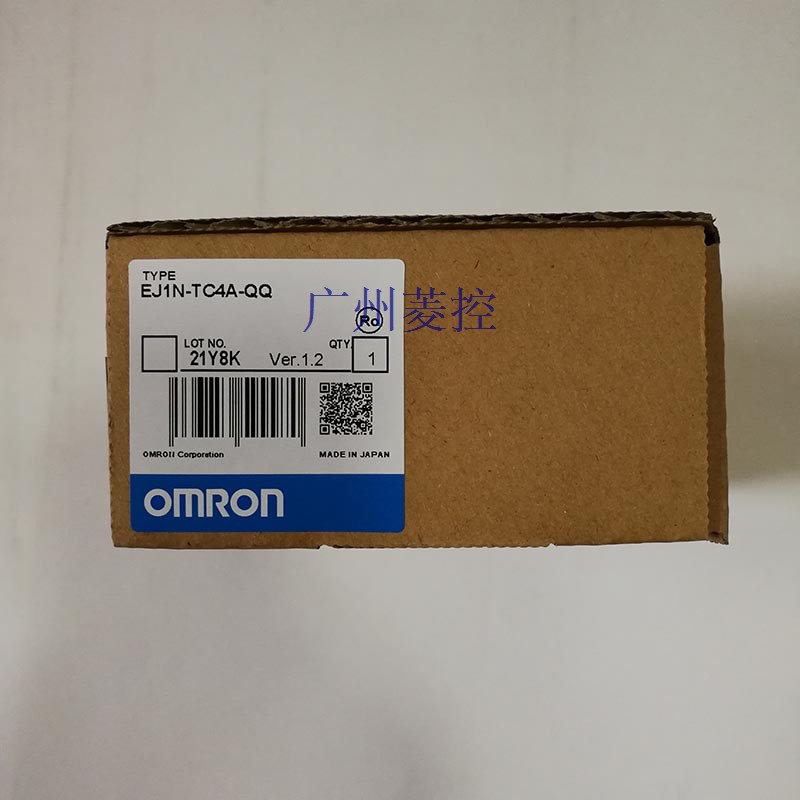 TYPE
EJ1N-TC4A-QQ
广州菱控
Rd
LOT NO. QTY.
21Y8K Ver.1.2 1
OMRON Corporation MADE IN JAPAN
OMRON